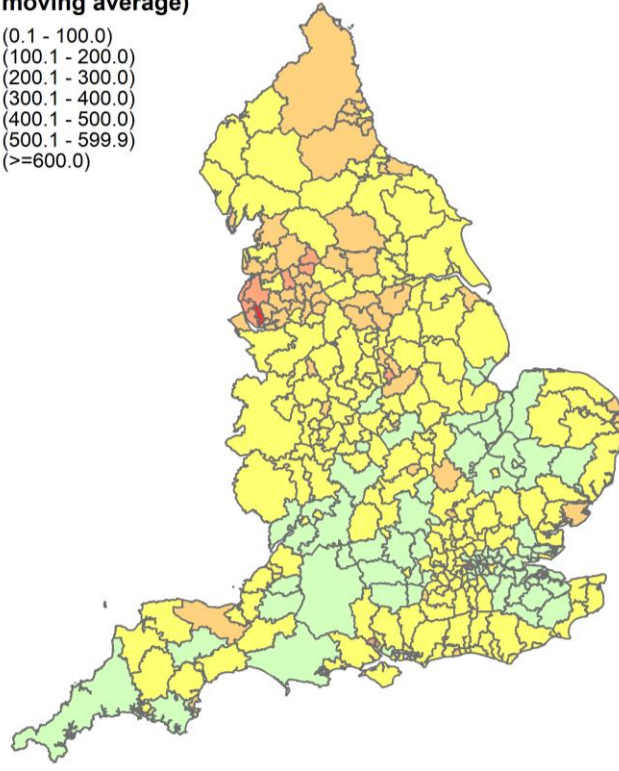 moving average)
(0.1 - 100.0)
(100.1 - 200.0)
(200.1 - 300.0)
(300.1 - 400.0)
(400.1 - 500.0)
(500.1 - 599.9)
(>=600.0)